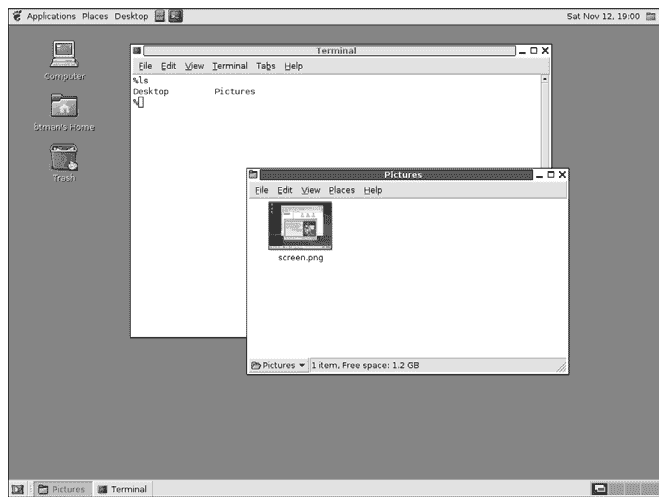 Applications Places Desktop
Sat Nov 12, 19:00
Computer
btman's Home
Trash
Terminal
File Edit View Terminal Tabs Help
%ls
Desktop Pictures
%
Pictures
File Edit View Places Help
screen.png
Pictures
1 item, Free space: 1.2 GB
Pictures
Terminal